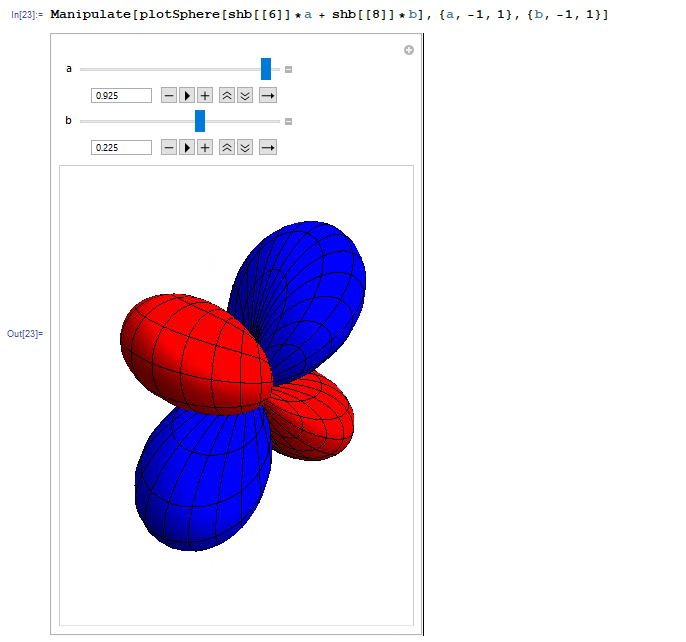 In[23]:= Manipulate[plotSphere[shb[[6]] * a + shb[[8]] * b], {a, -1, 1}, {b, -1, 1}]
a
0.925
b
0.225
Out[23]=